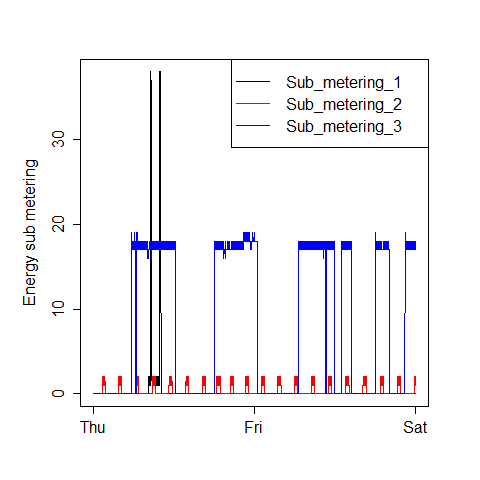 Sub_metering_1
Sub_metering_2
Sub_metering_3
Energy sub metering
30
20
10
0
Thu Fri Sat